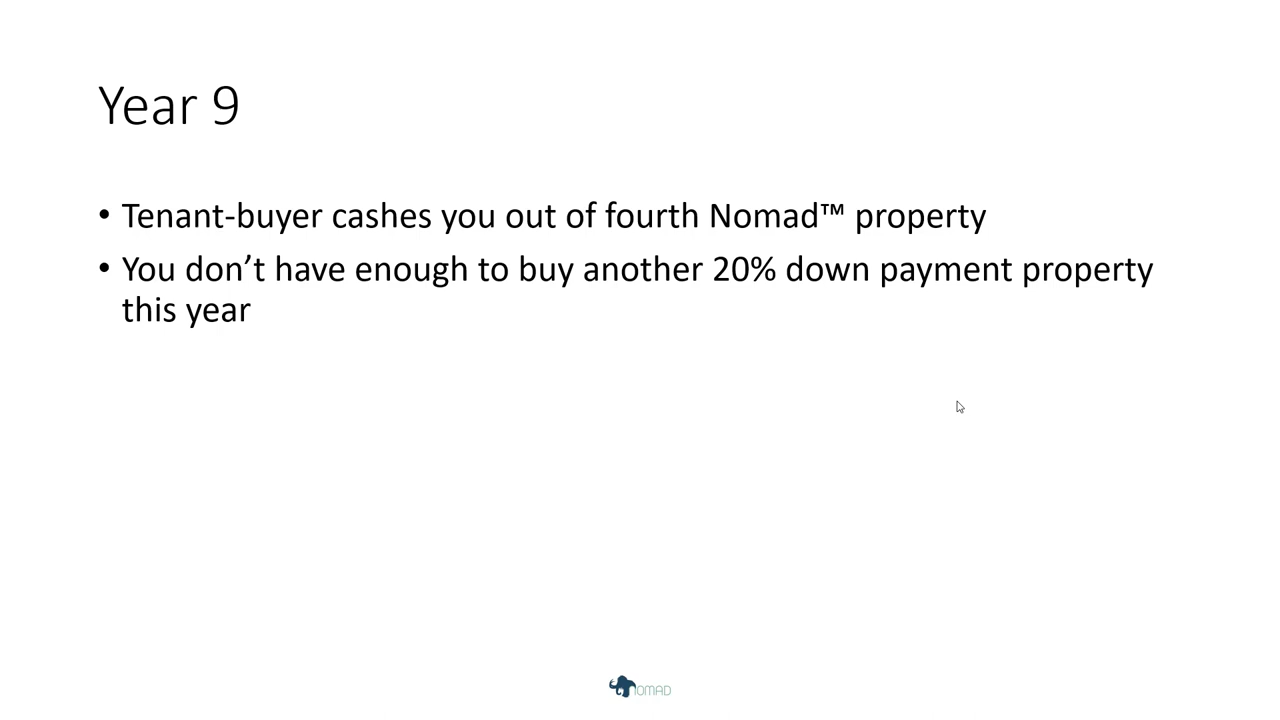 Year 9
• Tenant-buyer cashes you out of fourth Nomad™ property
• You don’t have enough to buy another 20% down payment property
this year
NOMAD